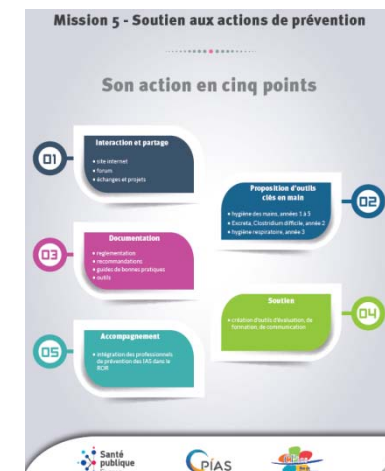 Mission 5 - Soutien aux actions de prévention
Son action en cinq points
01
Interaction et partage
• site internet
• forum
• échanges et projets
02
Proposition d'outils
clés en main
• hygiène des mains, années 1 à 5
• Excreta, Clostridium difficile, année 2
• hygiène respiratoire, année 3
03
Documentation
• réglementation
• recommandations
• guides de bonnes pratiques
• outils
04
Soutien
• création d'outils d'évaluation, de
formation, de communication
05
Accompagnement
• intégration des professionnels
de prévention des IAS dans le
ROR
Santé
publique
CPIAS